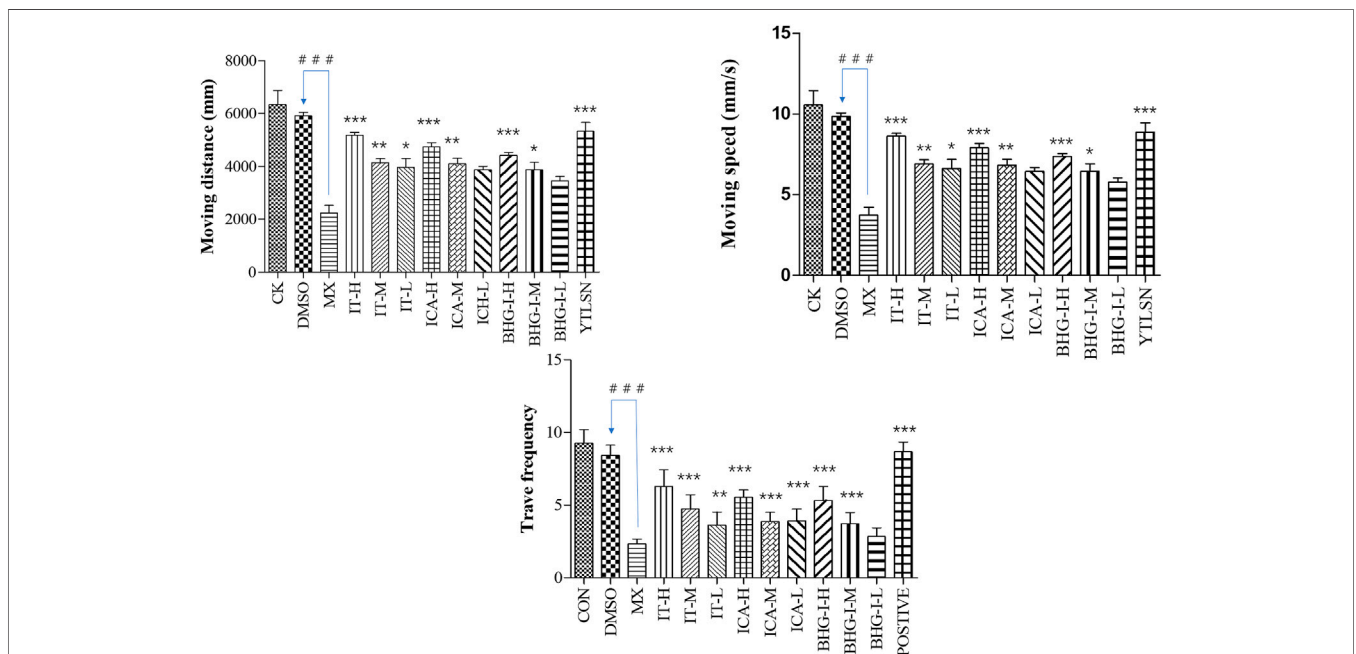 Moving distance (mm)
8000
6000
4000
2000
0
# # #
***
**
*
***
**
***
*
***
CK
DMSO
MX
IT-H
IT-M
IT-L
ICA-H
ICA-M
ICH-L
BHG-I-H
BHG-I-M
BHG-I-L
YTLSN
Moving speed (mm/s)
15
10
5
0
# # #
***
**
*
***
**
***
*
***
CK
DMSO
MX
IT-H
IT-M
IT-L
ICA-H
ICA-M
ICA-L
BHG-I-H
BHG-I-M
BHG-I-L
YTLSN
Trave frequency
15
10
5
0
# # #
***
***
**
***
***
***
***
***
***
CON
DMSO
MX
IT-H
IT-M
IT-L
ICA-H
ICA-M
ICA-L
BHG-I-H
BHG-I-M
BHG-I-L
POSTIVE